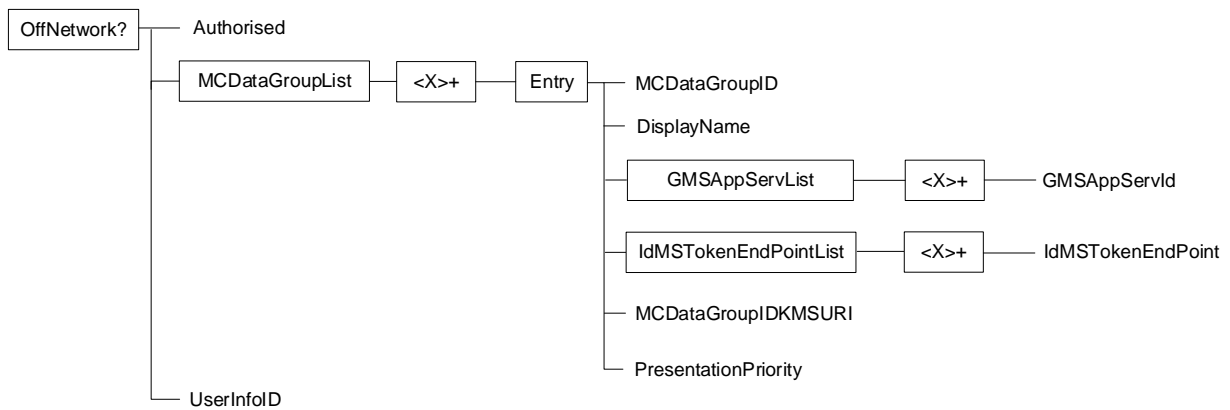 OffNetwork?
Authorised
MCDataGroupList
<X>+
Entry
MCDataGroupID
DisplayName
GMSAppServList
<X>+
GMSAppServId
IdMSTokenEndPointList
<X>+
IdMSTokenEndPoint
MCDataGroupIDKMSURI
PresentationPriority
UserInfoID